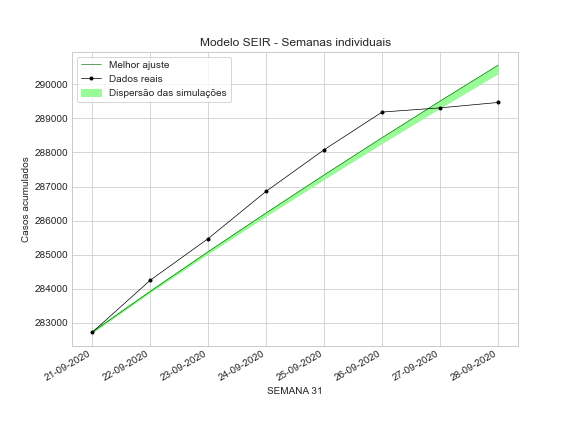 Modelo SEIR - Semanas individuais
Melhor ajuste
Dados reais
Dispersão das simulações
Casos acumulados
290000
289000
288000
287000
286000
285000
284000
283000
21-09-2020
22-09-2020
23-09-2020
24-09-2020
25-09-2020
26-09-2020
27-09-2020
28-09-2020
SEMANA 31